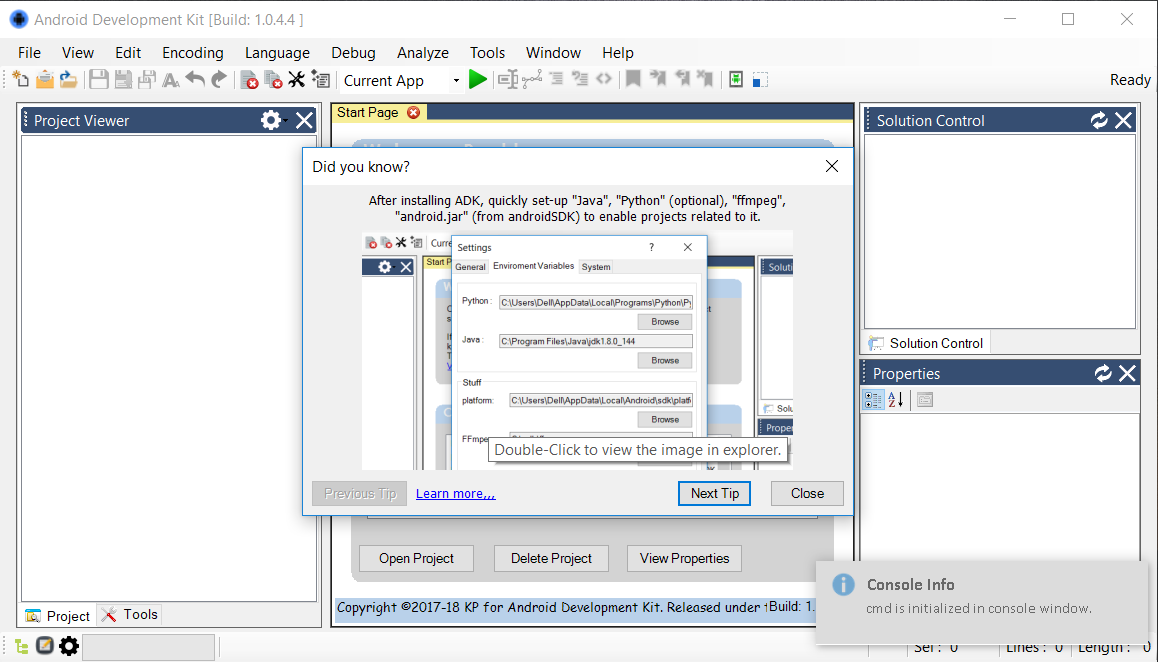 Android Development Kit [Build: 1.0.4.4 ]
File View Edit Encoding Language Debug Analyze Tools Window Help
Current App
Ready
Project Viewer
Start Page
Solution Control
Did you know?
After installing ADK, quickly set-up "Java", "Python" (optional), "ffmpeg",
"android.jar" (from androidSDK) to enable projects related to it.
Settings
?
General Enviroment Variables System
Python : C:\Users\Dell\AppData\Local\Programs\Python\Py
Browse
Java : C:\Program Files\Java\jdk1.8.0_144
Browse
Stuff
platform: C:\Users\Dell\AppData\Local\Android\sdk\platf
Browse
FFmpe
Double-Click to view the image in explorer.
Previous Tip Learn more... Next Tip Close
Solution Control
Properties
Open Project Delete Project View Properties
Copyright ©2017-18 KP for Android Development Kit. Released under Build: 1.
Console Info
cmd is initialized in console window.
Project Tools
Sel : 0 Lines : 0 Length : 0